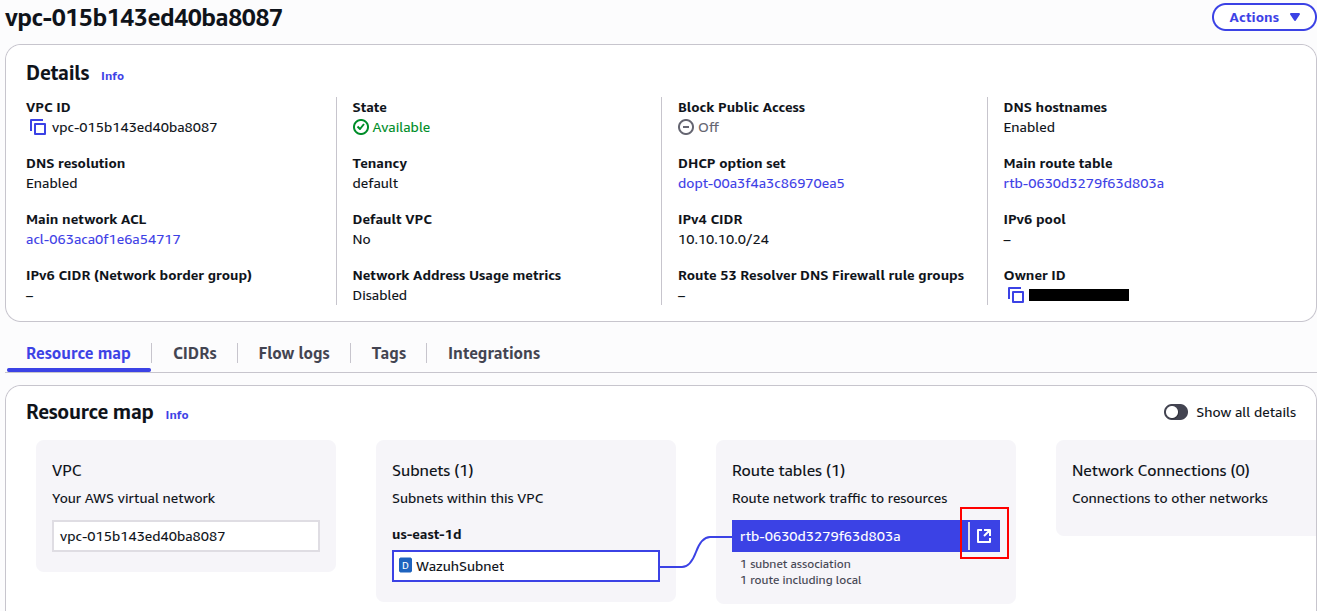 vpc-015b143ed40ba8087
Actions
Details Info
VPC ID
vpc-015b143ed40ba8087
State
Available
Block Public Access
Off
DNS hostnames
Enabled
DNS resolution
Enabled
Tenancy
default
DHCP option set
dopt-00a3f4a3c86970ea5
Main route table
rtb-0630d3279f63d803a
Main network ACL
acl-063aca0f1e6a54717
Default VPC
No
IPv4 CIDR
10.10.10.0/24
IPv6 pool
–
IPv6 CIDR (Network border group)
–
Network Address Usage metrics
Disabled
Route 53 Resolver DNS Firewall rule groups
–
Owner ID
Resource map
CIDRs
Flow logs
Tags
Integrations
Resource map Info
Show all details
VPC
Your AWS virtual network
vpc-015b143ed40ba8087
Subnets (1)
Subnets within this VPC
us-east-1d
D WazuhSubnet
Route tables (1)
Route network traffic to resources
rtb-0630d3279f63d803a
1 subnet association
1 route including local
Network Connections (0)
Connections to other networks